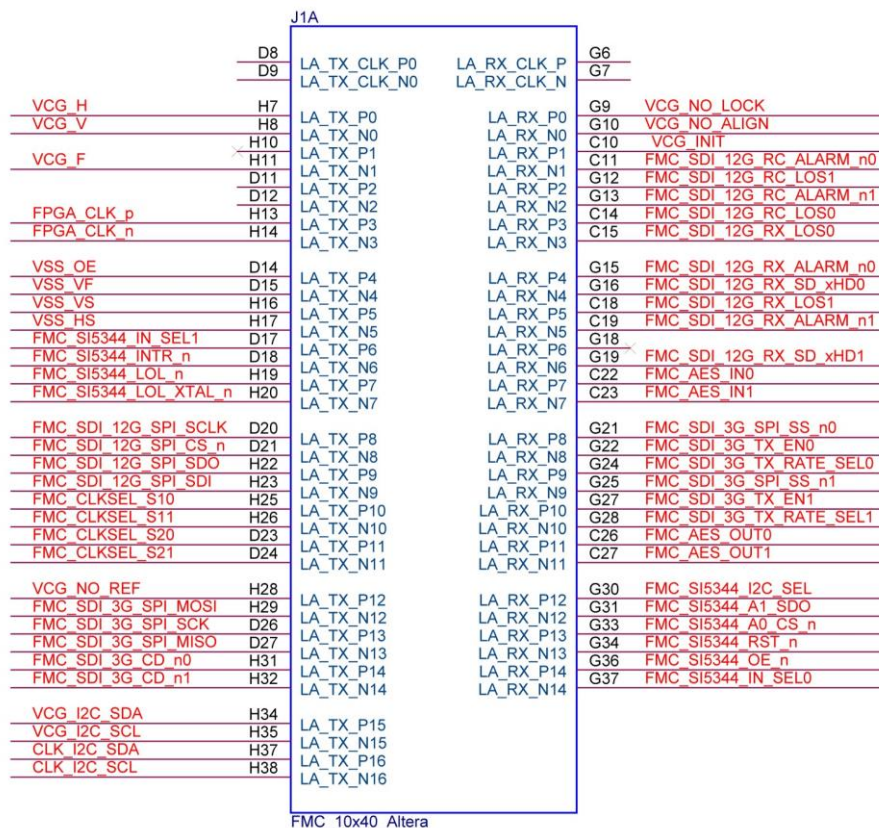 J1A
D8 LA_TX_CLK_P0 LA_RX_CLK_P G6
D9 LA_TX_CLK_N0 LA_RX_CLK_N G7
VCG_H H7 LA_TX_P0 LA_RX_P0 G9 VCG_NO_LOCK
VCG_V H8 LA_TX_N0 LA_RX_N0 G10 VCG_NO_ALIGN
H10 LA_TX_P1 LA_RX_P1 C10 VCG_INIT
VCG_F H11 LA_TX_N1 LA_RX_N1 C11 FMC_SDI_12G_RC_ALARM_n0
D11 LA_TX_P2 LA_RX_P2 G12 FMC_SDI_12G_RC_LOS1
D12 LA_TX_N2 LA_RX_N2 G13 FMC_SDI_12G_RC_ALARM_n1
FPGA_CLK_p H13 LA_TX_P3 LA_RX_P3 C14 FMC_SDI_12G_RC_LOS0
FPGA_CLK_n H14 LA_TX_N3 LA_RX_N3 C15 FMC_SDI_12G_RX_LOS0
VSS_OE D14 LA_TX_P4 LA_RX_P4 G15 FMC_SDI_12G_RX_ALARM_n0
VSS_VF D15 LA_TX_N4 LA_RX_N4 G16 FMC_SDI_12G_RX_SD_xHD0
VSS_VS H16 LA_TX_P5 LA_RX_P5 C18 FMC_SDI_12G_RX_LOS1
VSS_HS H17 LA_TX_N5 LA_RX_N5 C19 FMC_SDI_12G_RX_ALARM_n1
FMC_SI5344_IN_SEL1 D17 LA_TX_P6 LA_RX_P6 G18
FMC_SI5344_INTR_n D18 LA_TX_N6 LA_RX_N6 G19 FMC_SDI_12G_RX_SD_xHD1
FMC_SI5344_LOL_n H19 LA_TX_P7 LA_RX_P7 C22 FMC_AES_IN0
FMC_SI5344_LOL_XTAL_n H20 LA_TX_N7 LA_RX_N7 C23 FMC_AES_IN1
FMC_SDI_12G_SPI_SCLK D20 LA_TX_P8 LA_RX_P8 G21 FMC_SDI_3G_SPI_SS_n0
FMC_SDI_12G_SPI_CS_n D21 LA_TX_N8 LA_RX_N8 G22 FMC_SDI_3G_TX_EN0
FMC_SDI_12G_SPI_SDO H22 LA_TX_P9 LA_RX_P9 G24 FMC_SDI_3G_TX_RATE_SEL0
FMC_SDI_12G_SPI_SDI H23 LA_TX_N9 LA_RX_N9 G25 FMC_SDI_3G_SPI_SS_n1
FMC_CLKSEL_S10 H25 LA_TX_P10 LA_RX_P10 G27 FMC_SDI_3G_TX_EN1
FMC_CLKSEL_S11 H26 LA_TX_N10 LA_RX_N10 G28 FMC_SDI_3G_TX_RATE_SEL1
FMC_CLKSEL_S20 D23 LA_TX_P11 LA_RX_P11 C26 FMC_AES_OUT0
FMC_CLKSEL_S21 D24 LA_TX_N11 LA_RX_N11 C27 FMC_AES_OUT1
VCG_NO_REF H28 LA_TX_P12 LA_RX_P12 G30 FMC_SI5344_I2C_SEL
FMC_SDI_3G_SPI_MOSI H29 LA_TX_N12 LA_RX_N12 G31 FMC_SI5344_A1_SDO
FMC_SDI_3G_SPI_SCK D26 LA_TX_P13 LA_RX_P13 G33 FMC_SI5344_A0_CS_n
FMC_SDI_3G_SPI_MISO D27 LA_TX_N13 LA_RX_N13 G34 FMC_SI5344_RST_n
FMC_SDI_3G_CD_n0 H31 LA_TX_P14 LA_RX_P14 G36 FMC_SI5344_OE_n
FMC_SDI_3G_CD_n1 H32 LA_TX_N14 LA_RX_N14 G37 FMC_SI5344_IN_SEL0
VCG_I2C_SDA H34 LA_TX_P15
VCG_I2C_SCL H35 LA_TX_N15
CLK_I2C_SDA H37 LA_TX_P16
CLK_I2C_SCL H38 LA_TX_N16
FMC_10x40_Altera